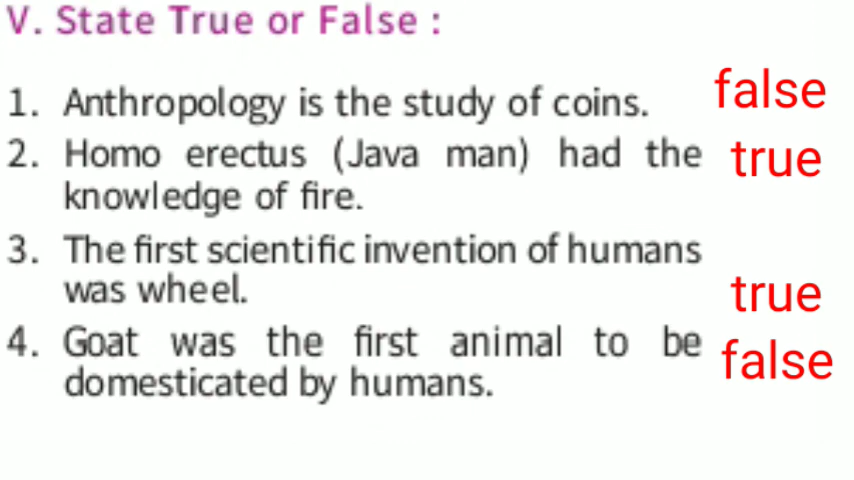 V. State True or False :
1. Anthropology is the study of coins. false
2. Homo erectus (Java man) had the true
knowledge of fire.
3. The first scientific invention of humans
was wheel. true
4. Goat was the first animal to be false
domesticated by humans.